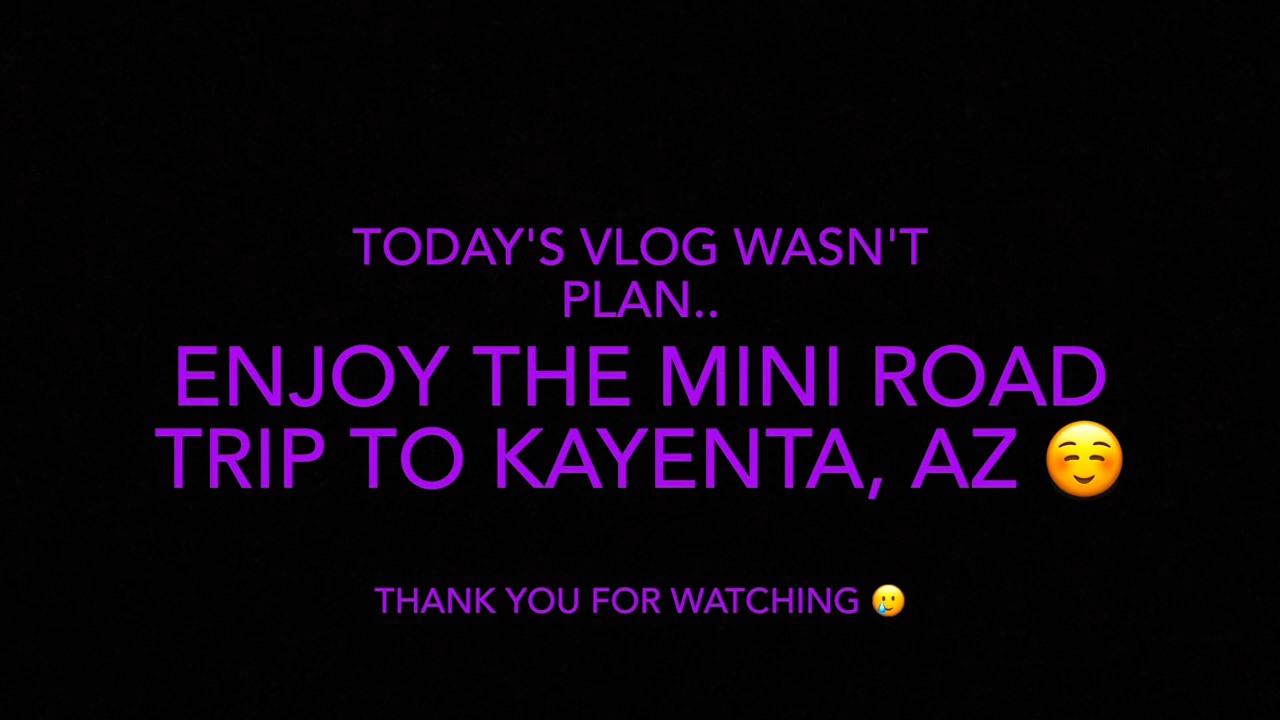 TODAY'S VLOG WASN'T
PLAN..
ENJOY THE MINI ROAD
TRIP TO KAYENTA, AZ ☺️
THANK YOU FOR WATCHING 🥲